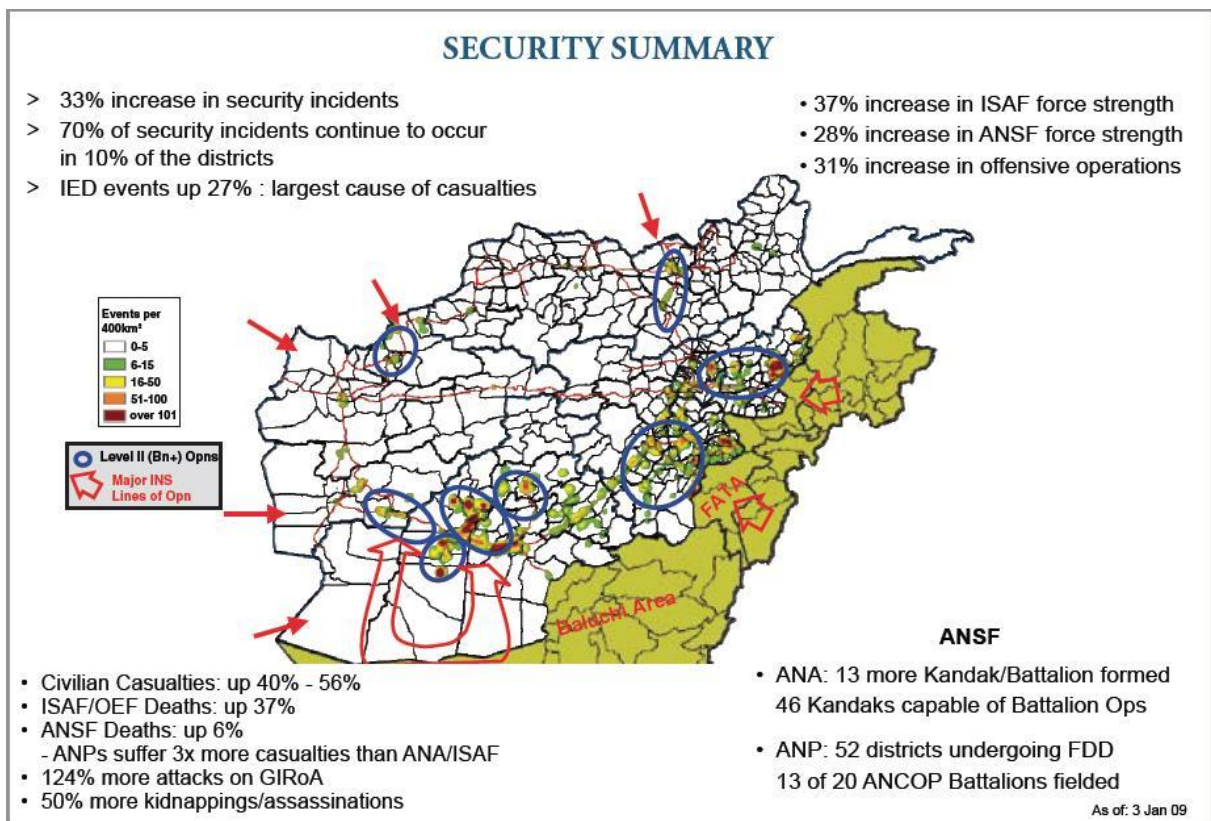 SECURITY SUMMARY
> 33% increase in security incidents
> 70% of security incidents continue to occur
in 10% of the districts
> IED events up 27% : largest cause of casualties
• 37% increase in ISAF force strength
• 28% increase in ANSF force strength
• 31% increase in offensive operations
Events per
400km²
0-5
6-15
16-50
51-100
over 101
Level II (Bn+) Opns
Major INS
Lines of Opn
FATA
Baluchi Area
• Civilian Casualties: up 40% - 56%
• ISAF/OEF Deaths: up 37%
• ANSF Deaths: up 6%
- ANPs suffer 3x more casualties than ANA/ISAF
• 124% more attacks on GIRoA
• 50% more kidnappings/assassinations
ANSF
• ANA: 13 more Kandak/Battalion formed
46 Kandaks capable of Battalion Ops
• ANP: 52 districts undergoing FDD
13 of 20 ANCOP Battalions fielded
As of: 3 Jan 09